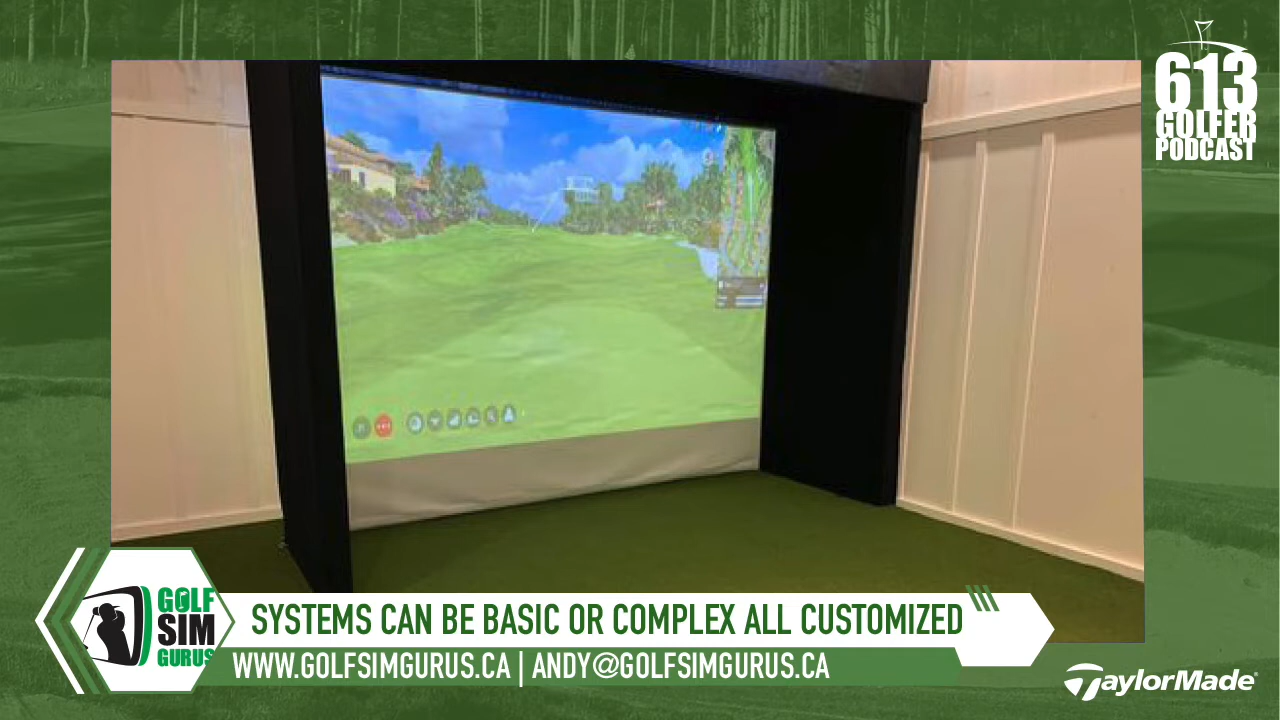 613
GOLFER
PODCAST
GOLF
SIM
GURUS
SYSTEMS CAN BE BASIC OR COMPLEX ALL CUSTOMIZED
WWW.GOLFSIMGURUS.CA | ANDY@GOLFSIMGURUS.CA
TaylorMade